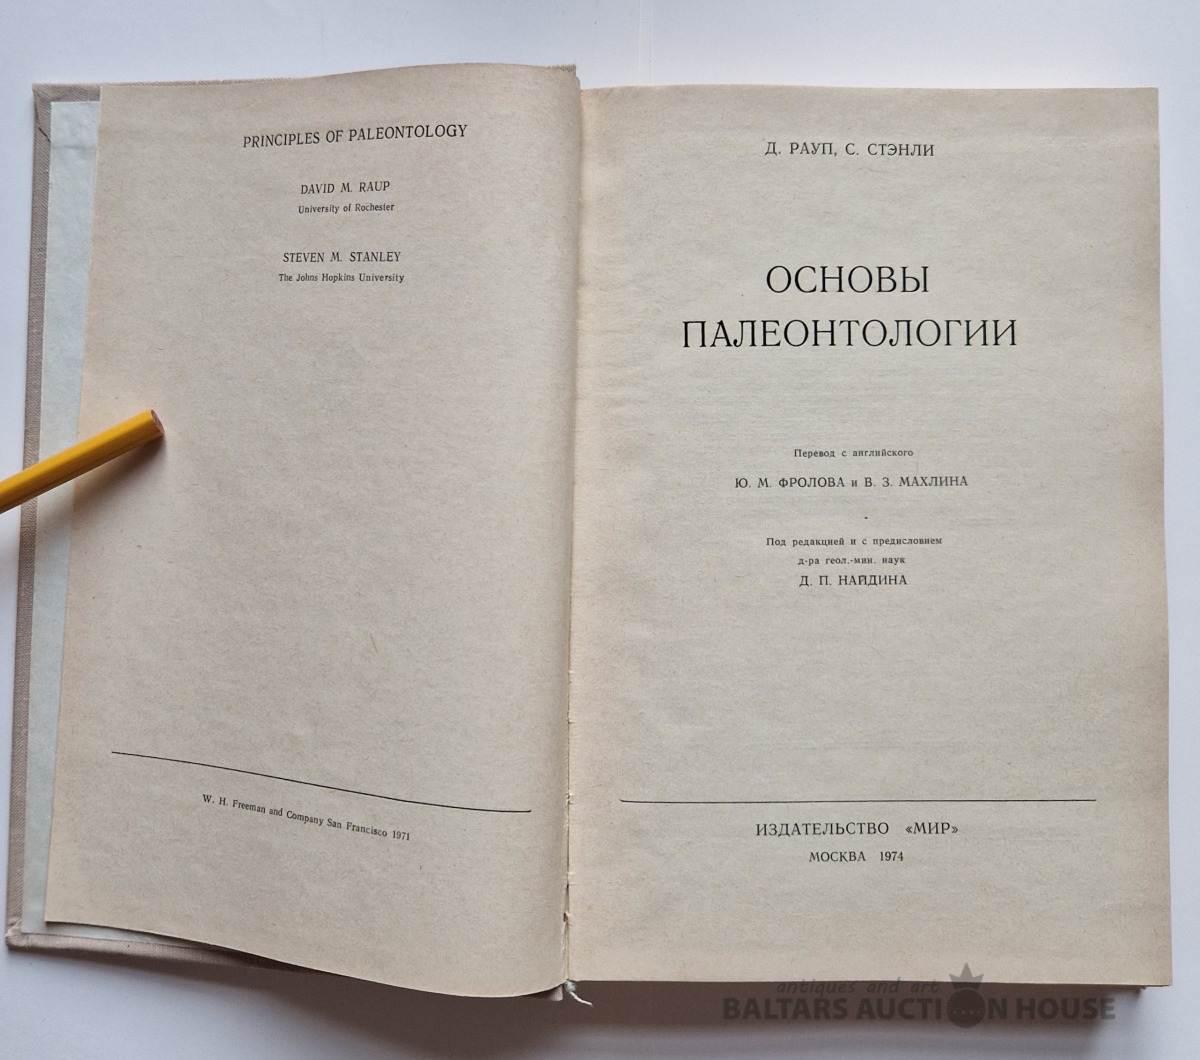 PRINCIPLES OF PALEONTOLOGY
DAVID M. RAUP
University of Rochester
STEVEN M. STANLEY
The Johns Hopkins University
W. H. Freeman and Company San Francisco 1971
Д. РАУП, С. СТЭНЛИ
ОСНОВЫ
ПАЛЕОНТОЛОГИИ
Перевод с английского
Ю. М. ФРОЛОВА и В. З. МАХЛИНА
Под редакцией и с предисловием
д-ра геол.-мин. наук
Д. П. НАЙДИНА
ИЗДАТЕЛЬСТВО «МИР»
МОСКВА 1974
antiques and art
BALTARS AUCTION HOUSE